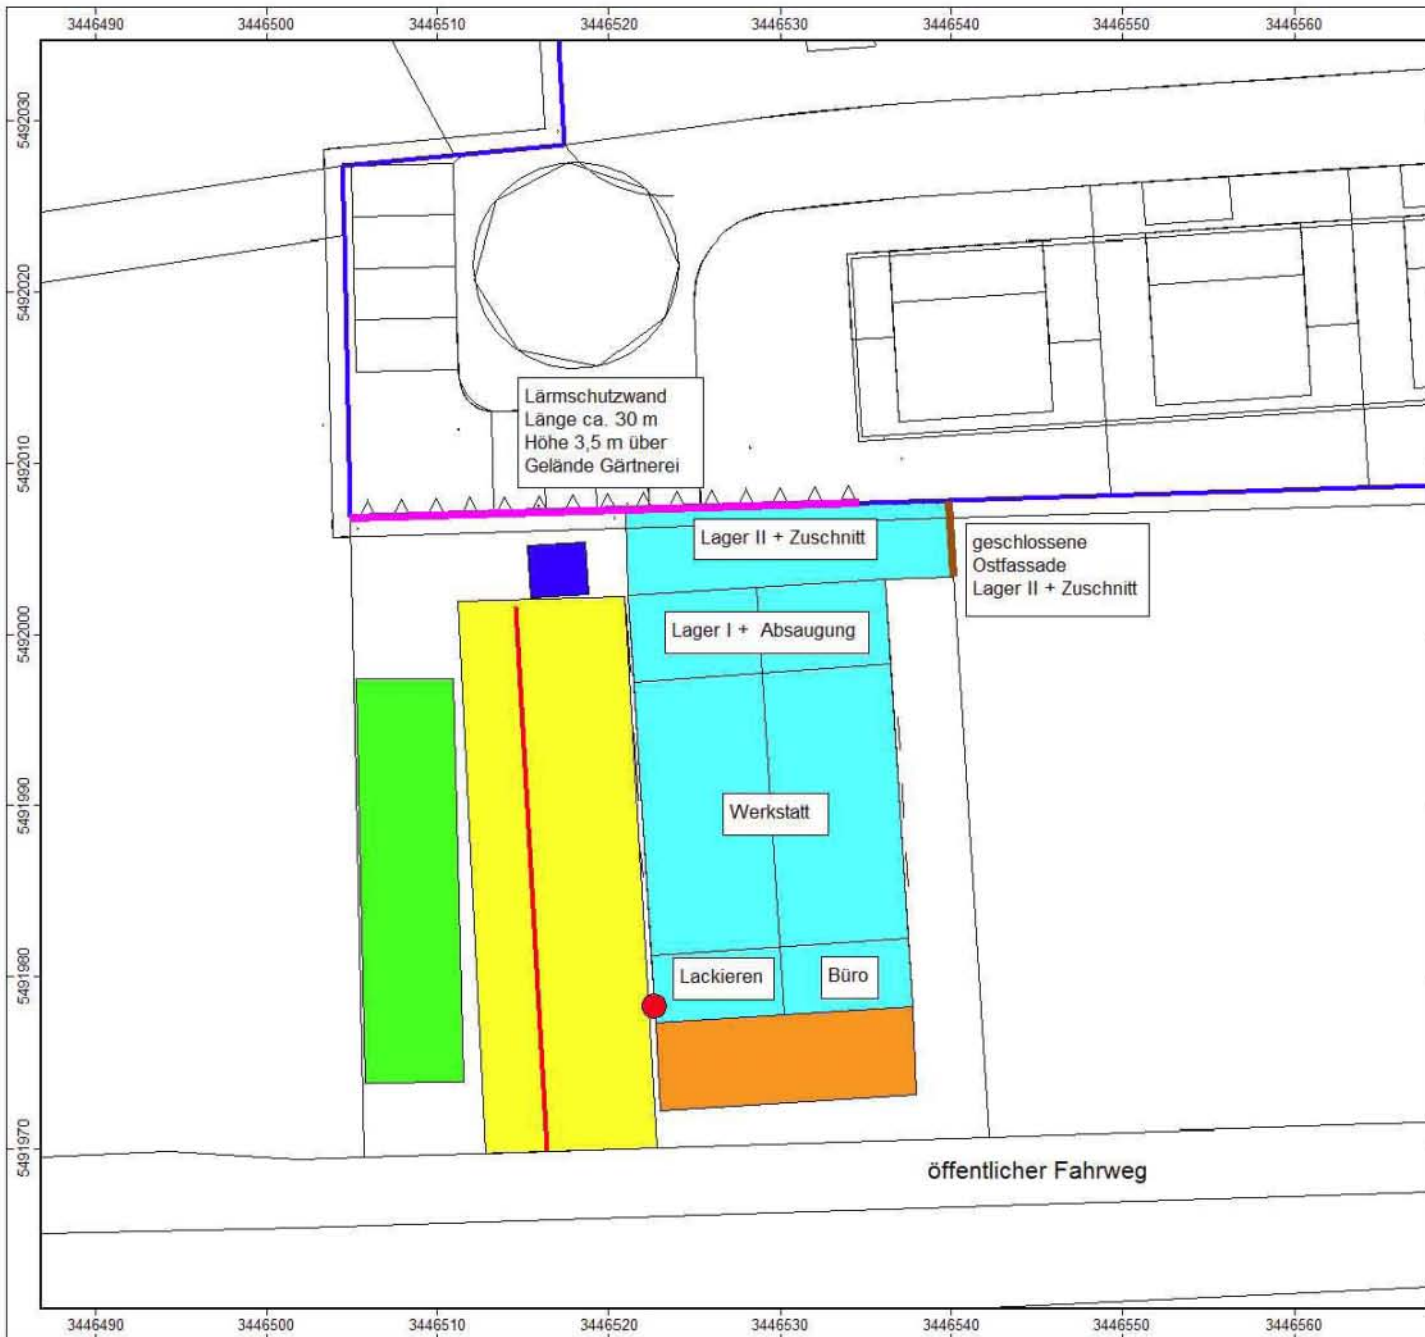 3446490 3446500 3446510 3446520 3446530 3446540 3446550 3446560
5492030
5492020
5492010
5492000
5491990
5491980
5491970
Lärmschutzwand
Länge ca. 30 m
Höhe 3,5 m über
Gelände Gärtnerei
Lager II + Zuschnitt
geschlossene
Ostfassade
Lager II + Zuschnitt
Lager I + Absaugung
Werkstatt
Lackieren
Büro
öffentlicher Fahrweg
3446490 3446500 3446510 3446520 3446530 3446540 3446550 3446560